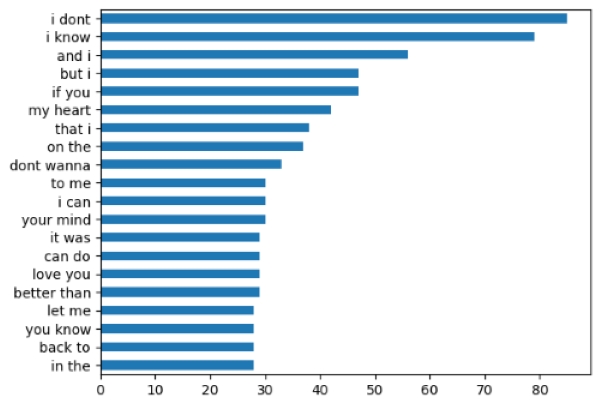 i dont
i know
and i
but i
if you
my heart
that i
on the
dont wanna
to me
i can
your mind
it was
can do
love you
better than
let me
you know
back to
in the
0 10 20 30 40 50 60 70 80